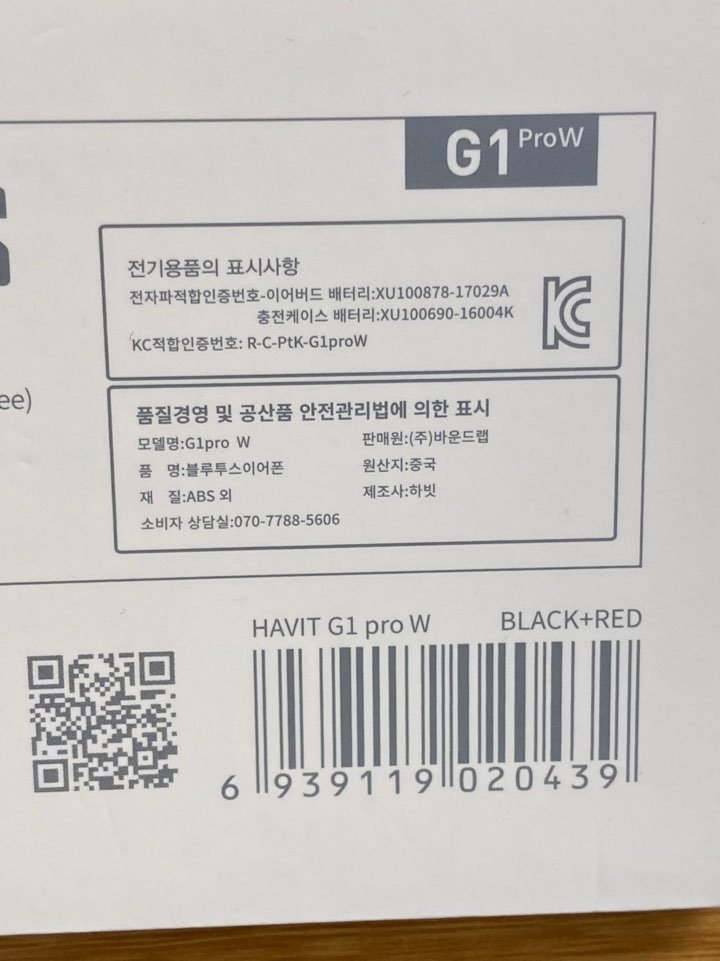 G1 ProW
전기용품의 표시사항
전자파적합인증번호-이어버드 배터리:XU100878-17029A
충전케이스 배터리:XU100690-16004K
KC적합인증번호: R-C-PtK-G1proW
ee)
품질경영 및 공산품 안전관리법에 의한 표시
모델명:G1pro W 판매원:(주)바운드랩
품 명:블루투스이어폰 원산지:중국
재 질:ABS 외 제조사:하빗
소비자 상담실:070-7788-5606
HAVIT G1 pro W BLACK+RED
6 939119 020439